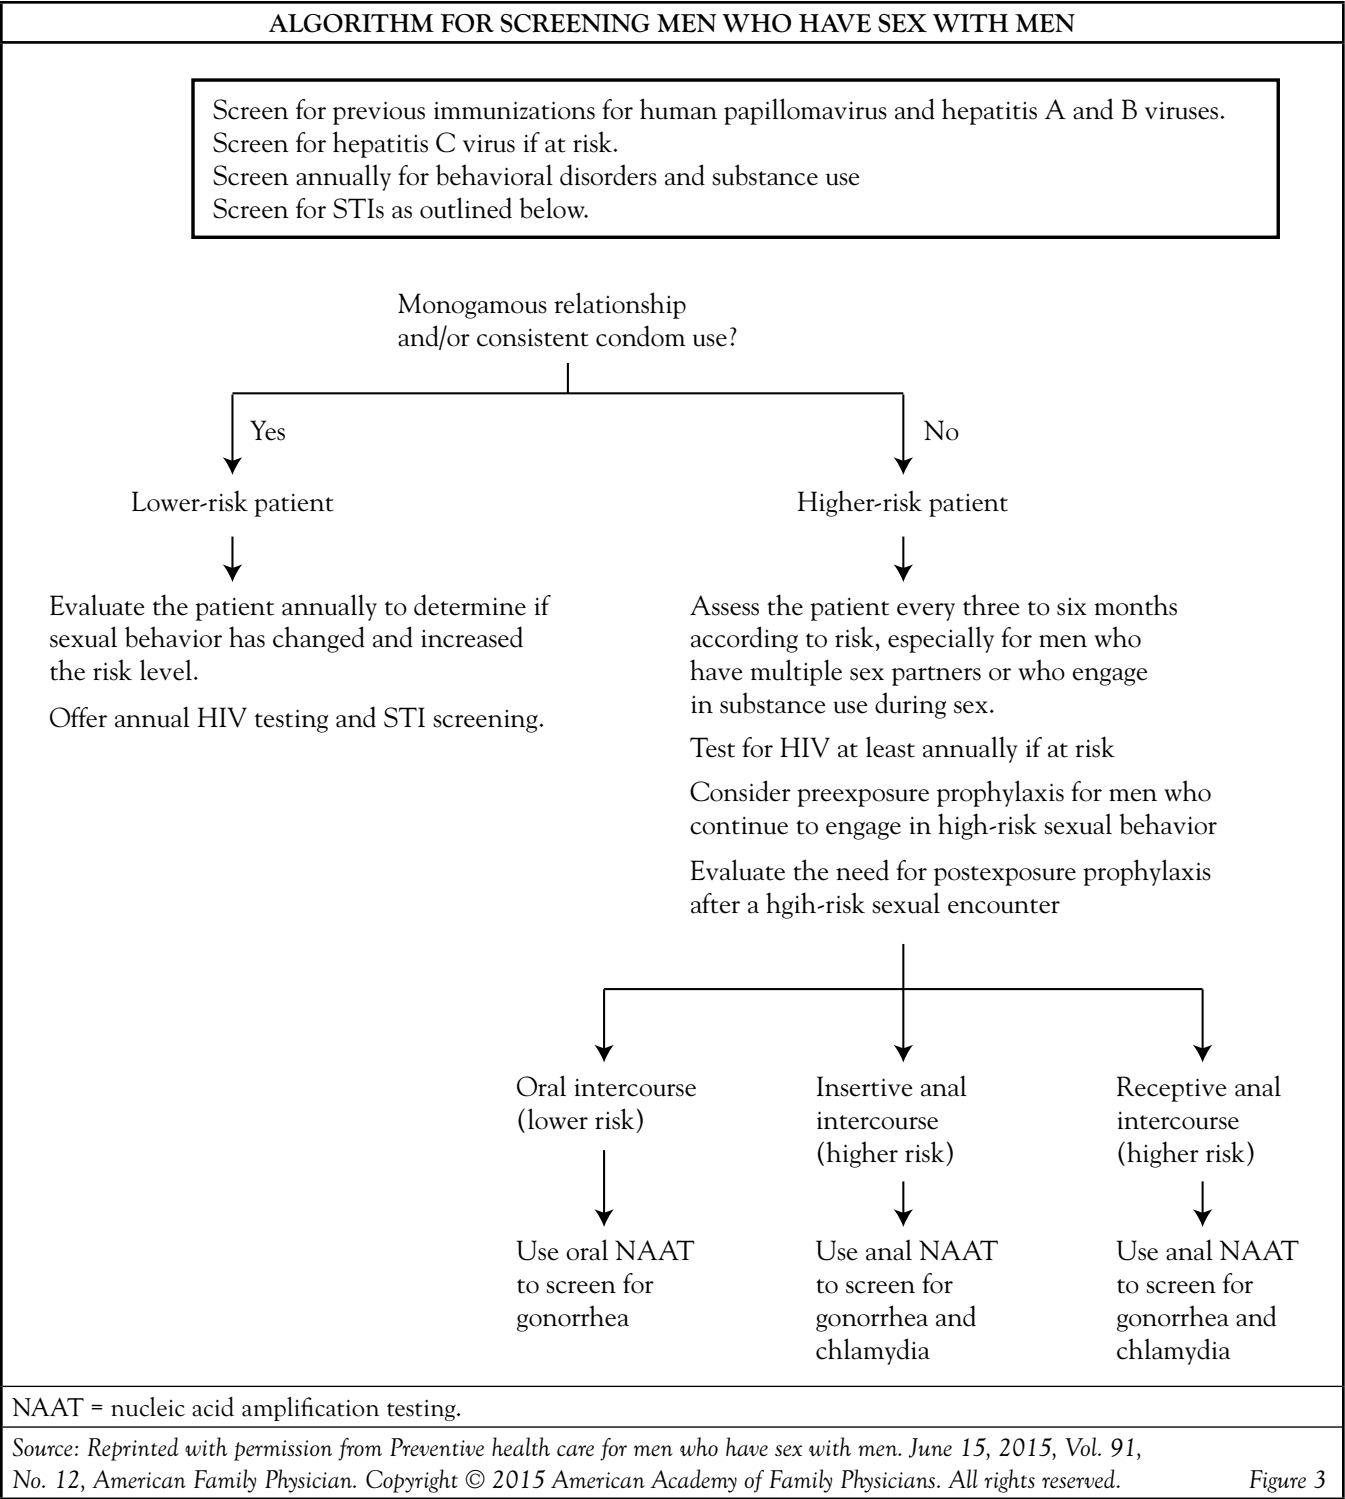 ALGORITHM FOR SCREENING MEN WHO HAVE SEX WITH MEN
Screen for previous immunizations for human papillomavirus and hepatitis A and B viruses.
Screen for hepatitis C virus if at risk.
Screen annually for behavioral disorders and substance use
Screen for STIs as outlined below.
Monogamous relationship
and/or consistent condom use?
Yes
No
Lower-risk patient
Higher-risk patient
Evaluate the patient annually to determine if
sexual behavior has changed and increased
the risk level.
Offer annual HIV testing and STI screening.
Assess the patient every three to six months
according to risk, especially for men who
have multiple sex partners or who engage
in substance use during sex.
Test for HIV at least annually if at risk
Consider preexposure prophylaxis for men who
continue to engage in high-risk sexual behavior
Evaluate the need for postexposure prophylaxis
after a hgih-risk sexual encounter
Oral intercourse
(lower risk)
Insertive anal
intercourse
(higher risk)
Receptive anal
intercourse
(higher risk)
Use oral NAAT
to screen for
gonorrhea
Use anal NAAT
to screen for
gonorrhea and
chlamydia
Use anal NAAT
to screen for
gonorrhea and
chlamydia
NAAT = nucleic acid amplification testing.
Source: Reprinted with permission from Preventive health care for men who have sex with men. June 15, 2015, Vol. 91,
No. 12, American Family Physician. Copyright © 2015 American Academy of Family Physicians. All rights reserved.
Figure 3